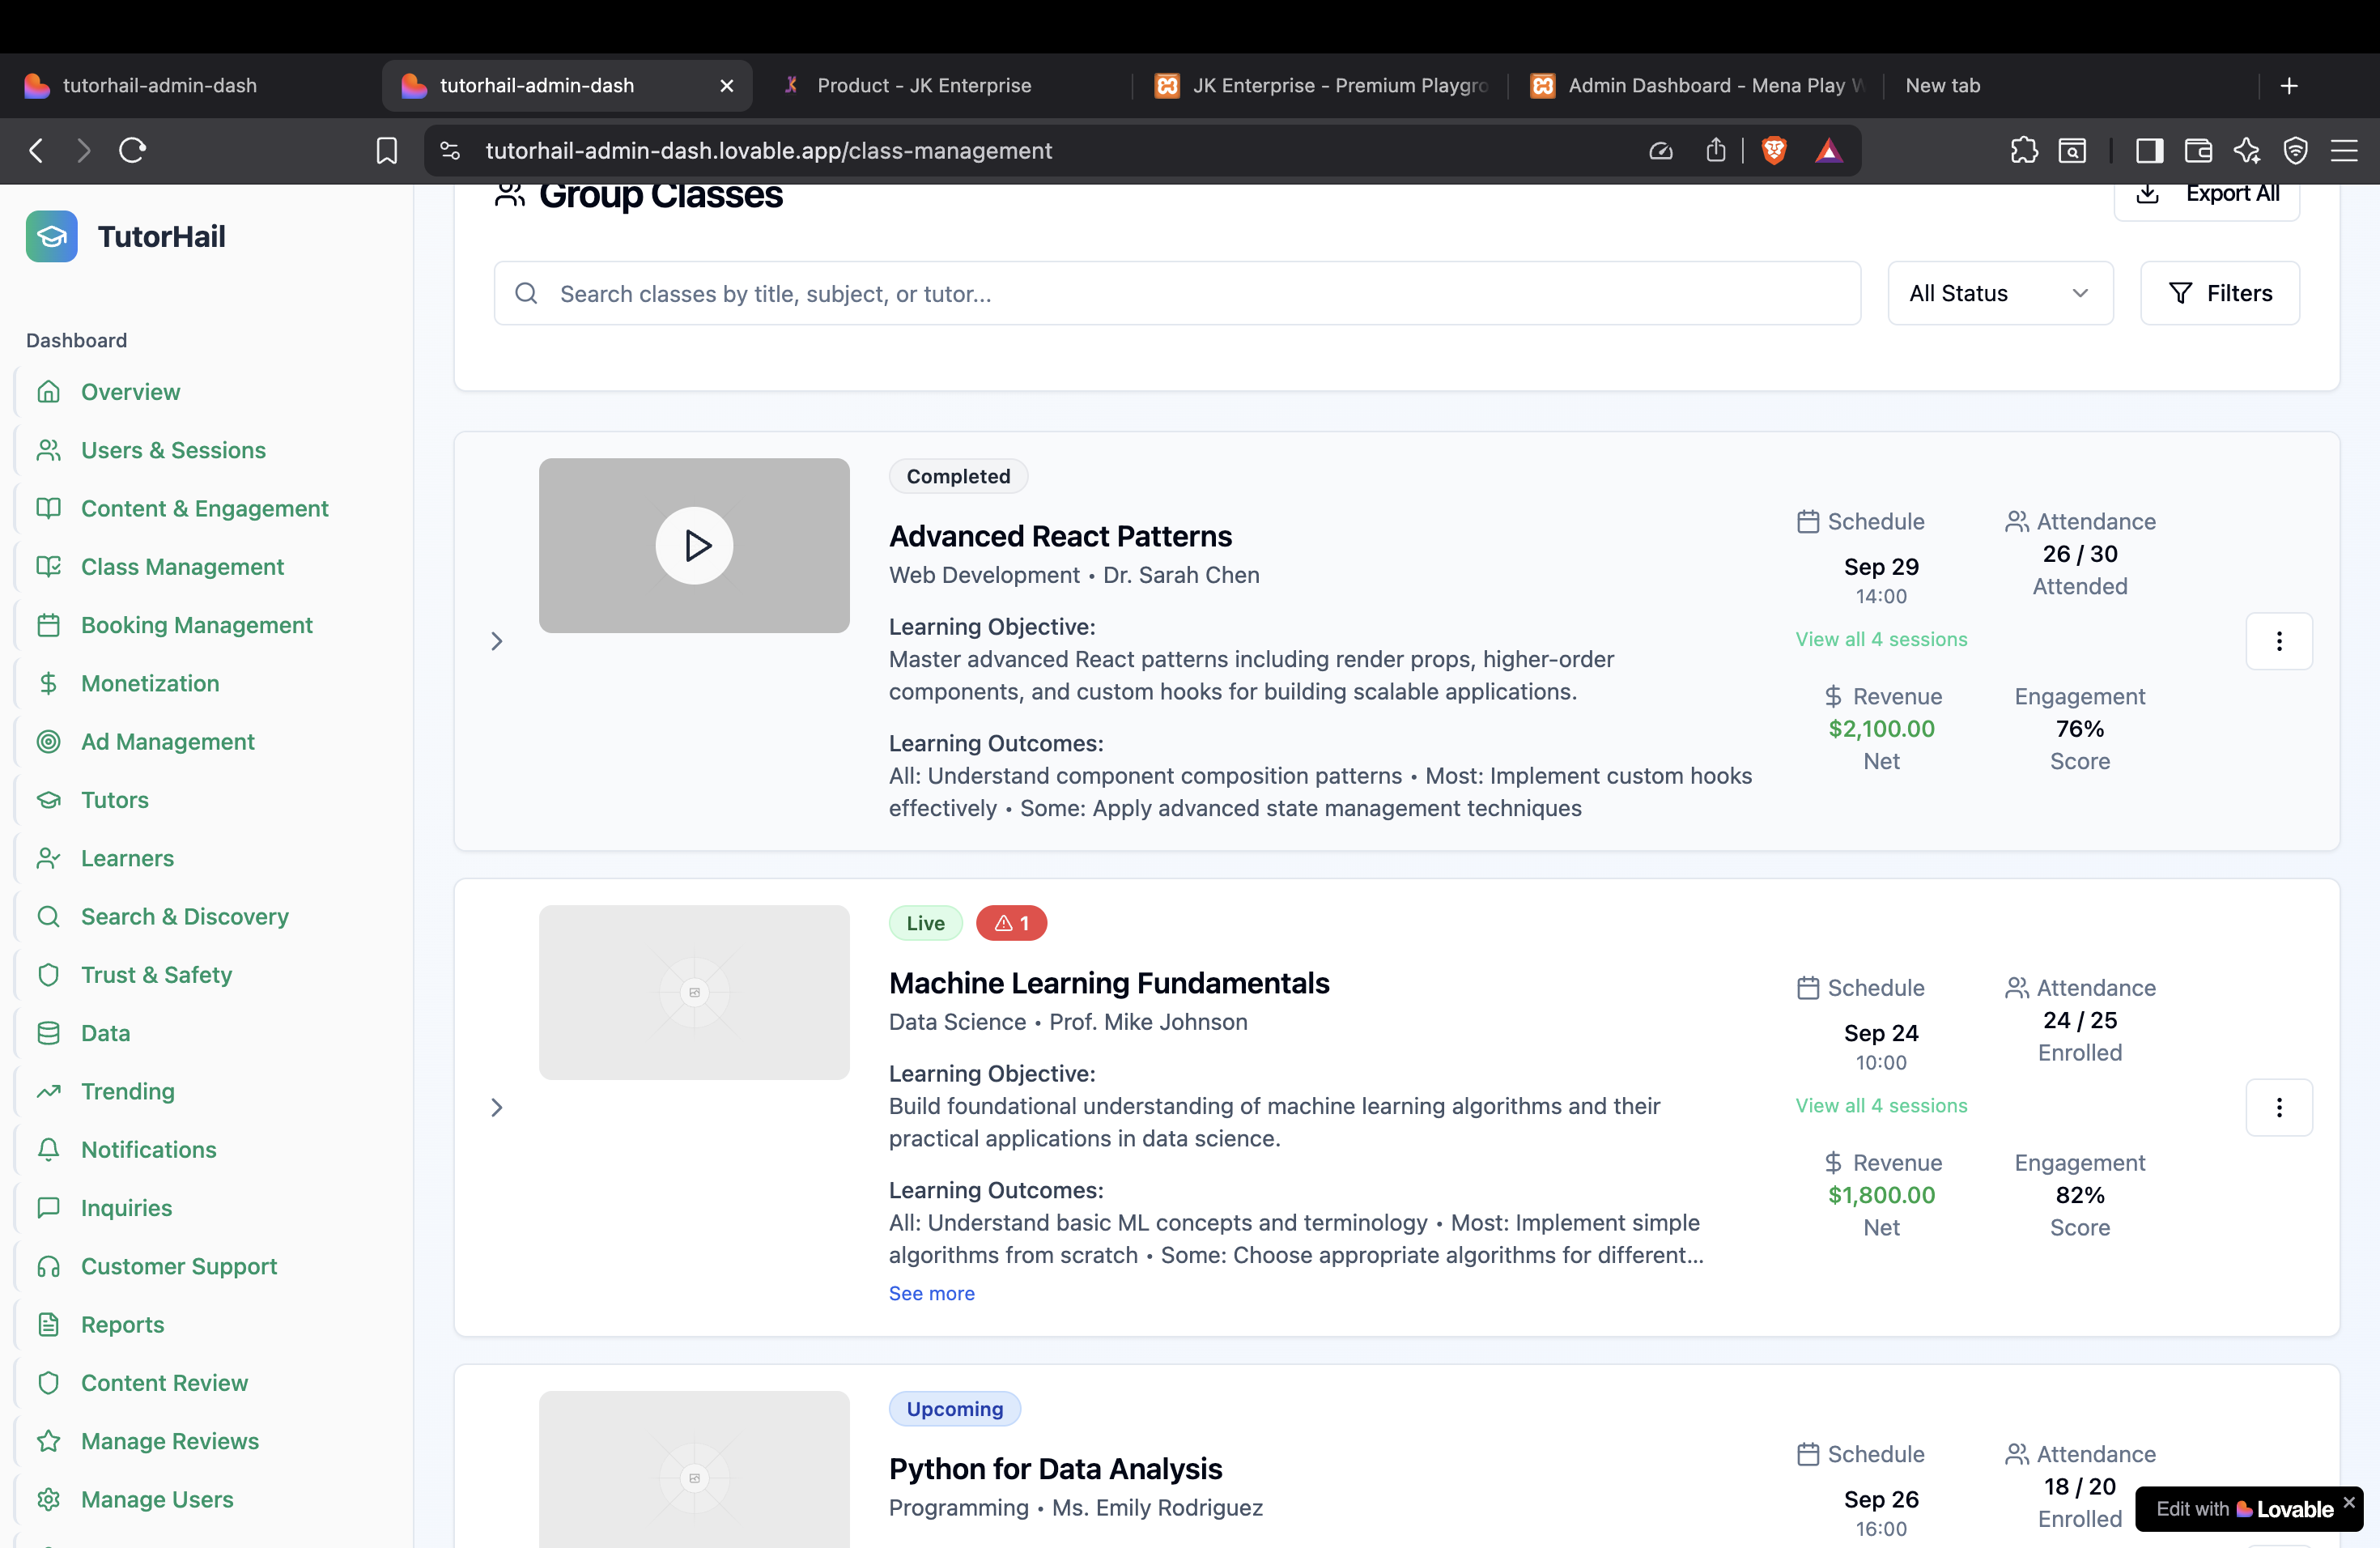 tutorhail-admin-dash
tutorhail-admin-dash
Product - JK Enterprise
JK Enterprise - Premium Playgro
Admin Dashboard - Mena Play W
New tab
tutorhail-admin-dash.lovable.app/class-management
TutorHail
Dashboard
Overview
Users & Sessions
Content & Engagement
Class Management
Booking Management
Monetization
Ad Management
Tutors
Learners
Search & Discovery
Trust & Safety
Data
Trending
Notifications
Inquiries
Customer Support
Reports
Content Review
Manage Reviews
Manage Users
Group Classes
Export All
Search classes by title, subject, or tutor...
All Status
Filters
Completed
Advanced React Patterns
Web Development • Dr. Sarah Chen
Learning Objective:
Master advanced React patterns including render props, higher-order
components, and custom hooks for building scalable applications.
Learning Outcomes:
All: Understand component composition patterns • Most: Implement custom hooks
effectively • Some: Apply advanced state management techniques
Schedule
Sep 29
14:00
View all 4 sessions
Attendance
26 / 30
Attended
Revenue
$2,100.00
Net
Engagement
76%
Score
Live
1
Machine Learning Fundamentals
Data Science • Prof. Mike Johnson
Learning Objective:
Build foundational understanding of machine learning algorithms and their
practical applications in data science.
Learning Outcomes:
All: Understand basic ML concepts and terminology • Most: Implement simple
algorithms from scratch • Some: Choose appropriate algorithms for different...
See more
Schedule
Sep 24
10:00
View all 4 sessions
Attendance
24 / 25
Enrolled
Revenue
$1,800.00
Net
Engagement
82%
Score
Upcoming
Python for Data Analysis
Programming • Ms. Emily Rodriguez
Schedule
Sep 26
16:00
Attendance
18 / 20
Enrolled
Edit with Lovable